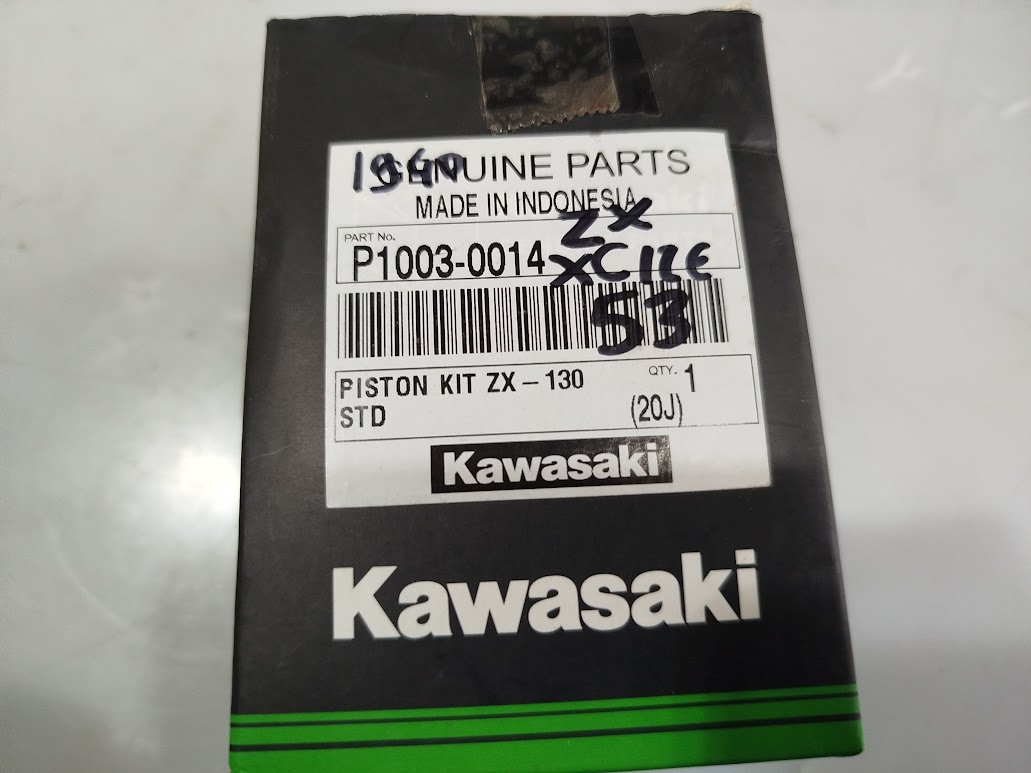 1940
GENUINE PARTS
MADE IN INDONESIA
ZX
PART No.
P1003-0014
XCITE
53
PISTON KIT ZX-130
QTY. 1
STD
(20J)
Kawasaki
Kawasaki